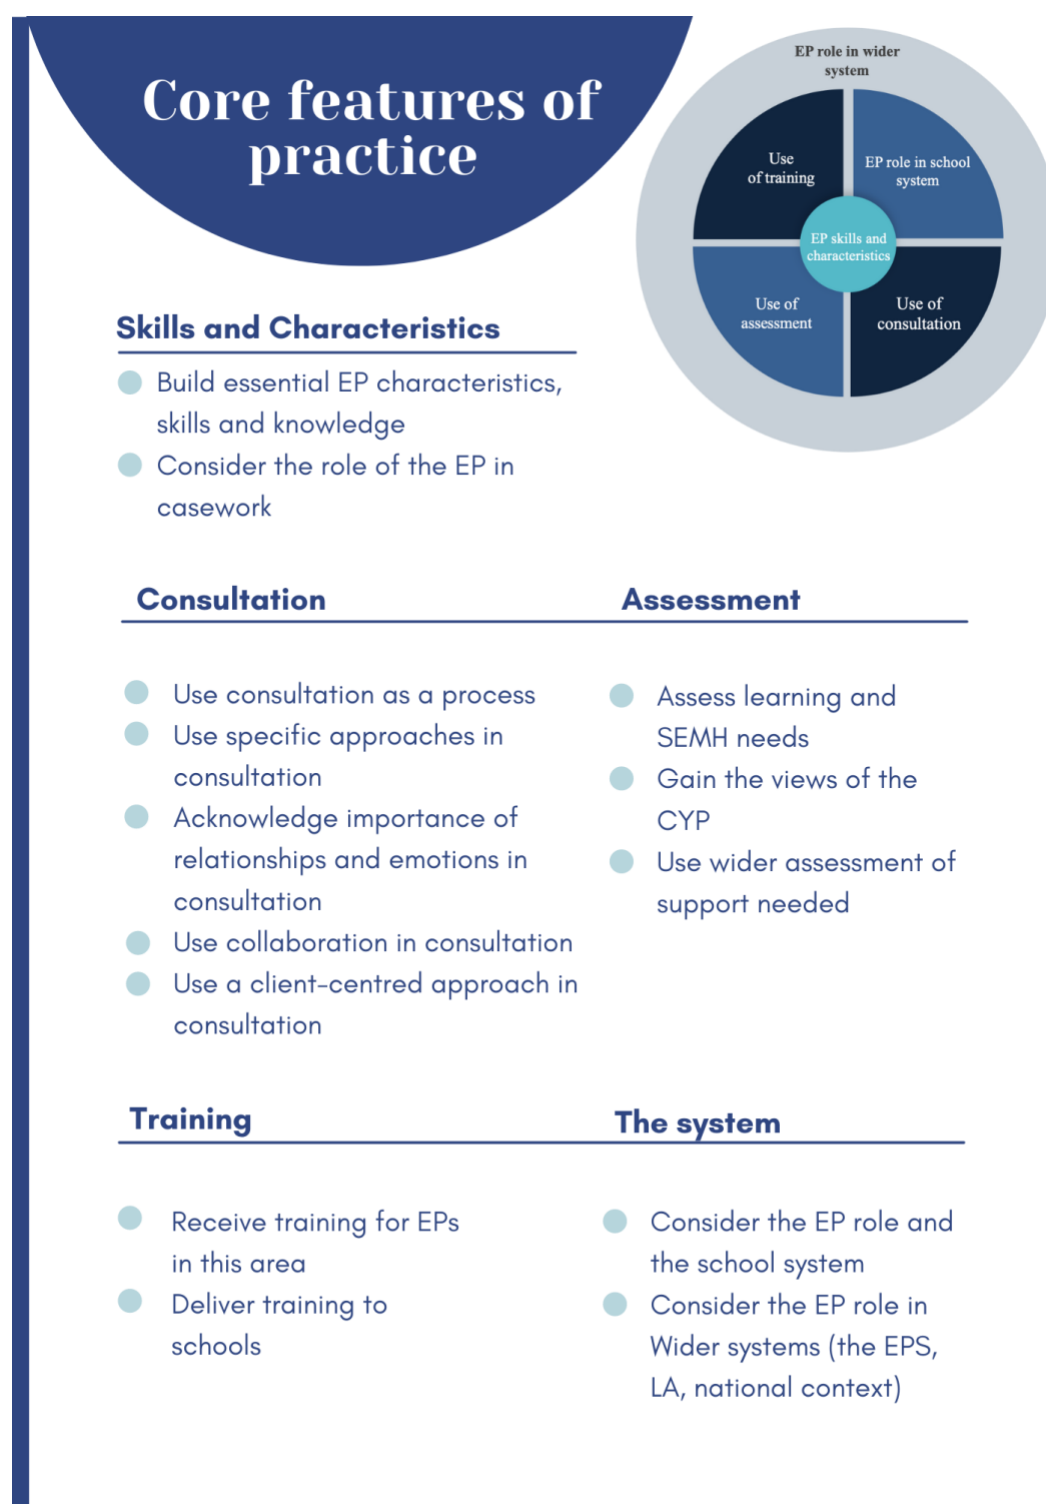 Core features of
practice
EP role in wider
system
Use
of training
EP role in school
system
EP skills and
characteristics
Use of
assessment
Use of
consultation
Skills and Characteristics
Build essential EP characteristics,
skills and knowledge
Consider the role of the EP in
casework
Consultation
Use consultation as a process
Use specific approaches in
consultation
Acknowledge importance of
relationships and emotions in
consultation
Use collaboration in consultation
Use a client-centred approach in
consultation
Assessment
Assess learning and
SEMH needs
Gain the views of the
CYP
Use wider assessment of
support needed
Training
Receive training for EPs
in this area
Deliver training to
schools
The system
Consider the EP role and
the school system
Consider the EP role in
Wider systems (the EPS,
LA, national context)